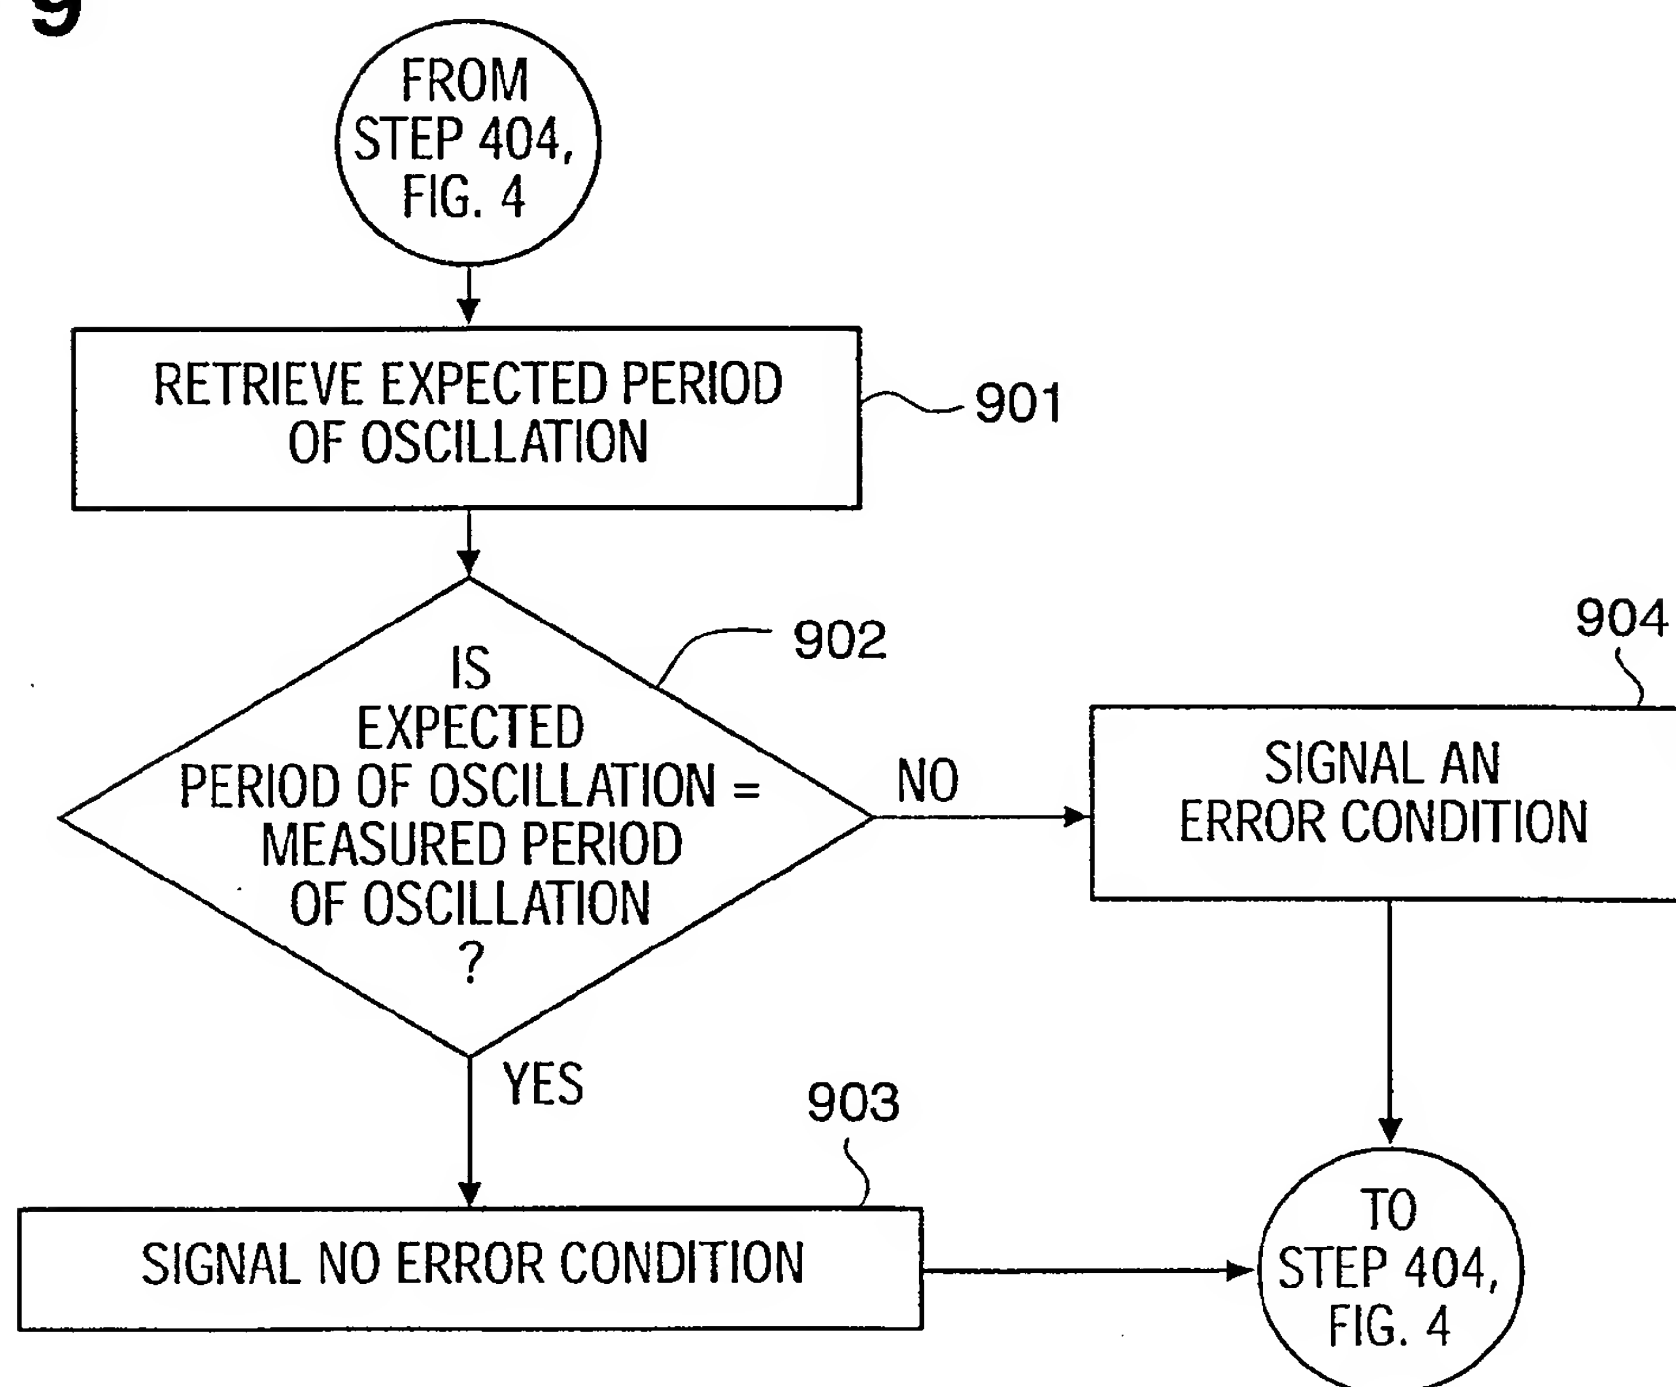 9
FROM
STEP 404,
FIG. 4
RETRIEVE EXPECTED PERIOD
OF OSCILLATION
901
IS
EXPECTED
PERIOD OF OSCILLATION =
MEASURED PERIOD
OF OSCILLATION
?
902
NO
904
SIGNAL AN
ERROR CONDITION
YES
903
SIGNAL NO ERROR CONDITION
TO
STEP 404,
FIG. 4